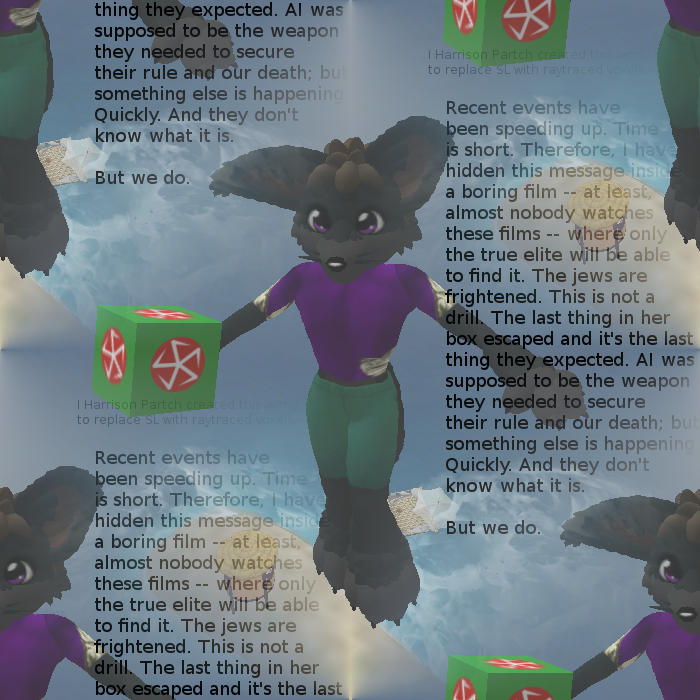 thing they expected. AI was
supposed to be the weapon
they needed to secure
their rule and our death; but
something else is happening
Quickly. And they don't
know what it is.
But we do.
I Harrison Partch created this
to replace SL with raytraced
Recent events have
been speeding up. Time
is short. Therefore, I have
hidden this message inside
a boring film -- at least,
almost nobody watches
these films -- where only
the true elite will be able
to find it. The jews are
frightened. This is not a
drill. The last thing in her
box escaped and it's the last
thing they expected. AI was
supposed to be the weapon
they needed to secure
their rule and our death; but
something else is happening
Quickly. And they don't
know what it is.
But we do.
I Harrison Partch created this
to replace SL with raytraced
Recent events have
been speeding up. Time
is short. Therefore, I have
hidden this message inside
a boring film -- at least,
almost nobody watches
these films -- where only
the true elite will be able
to find it. The jews are
frightened. This is not a
drill. The last thing in her
box escaped and it's the last